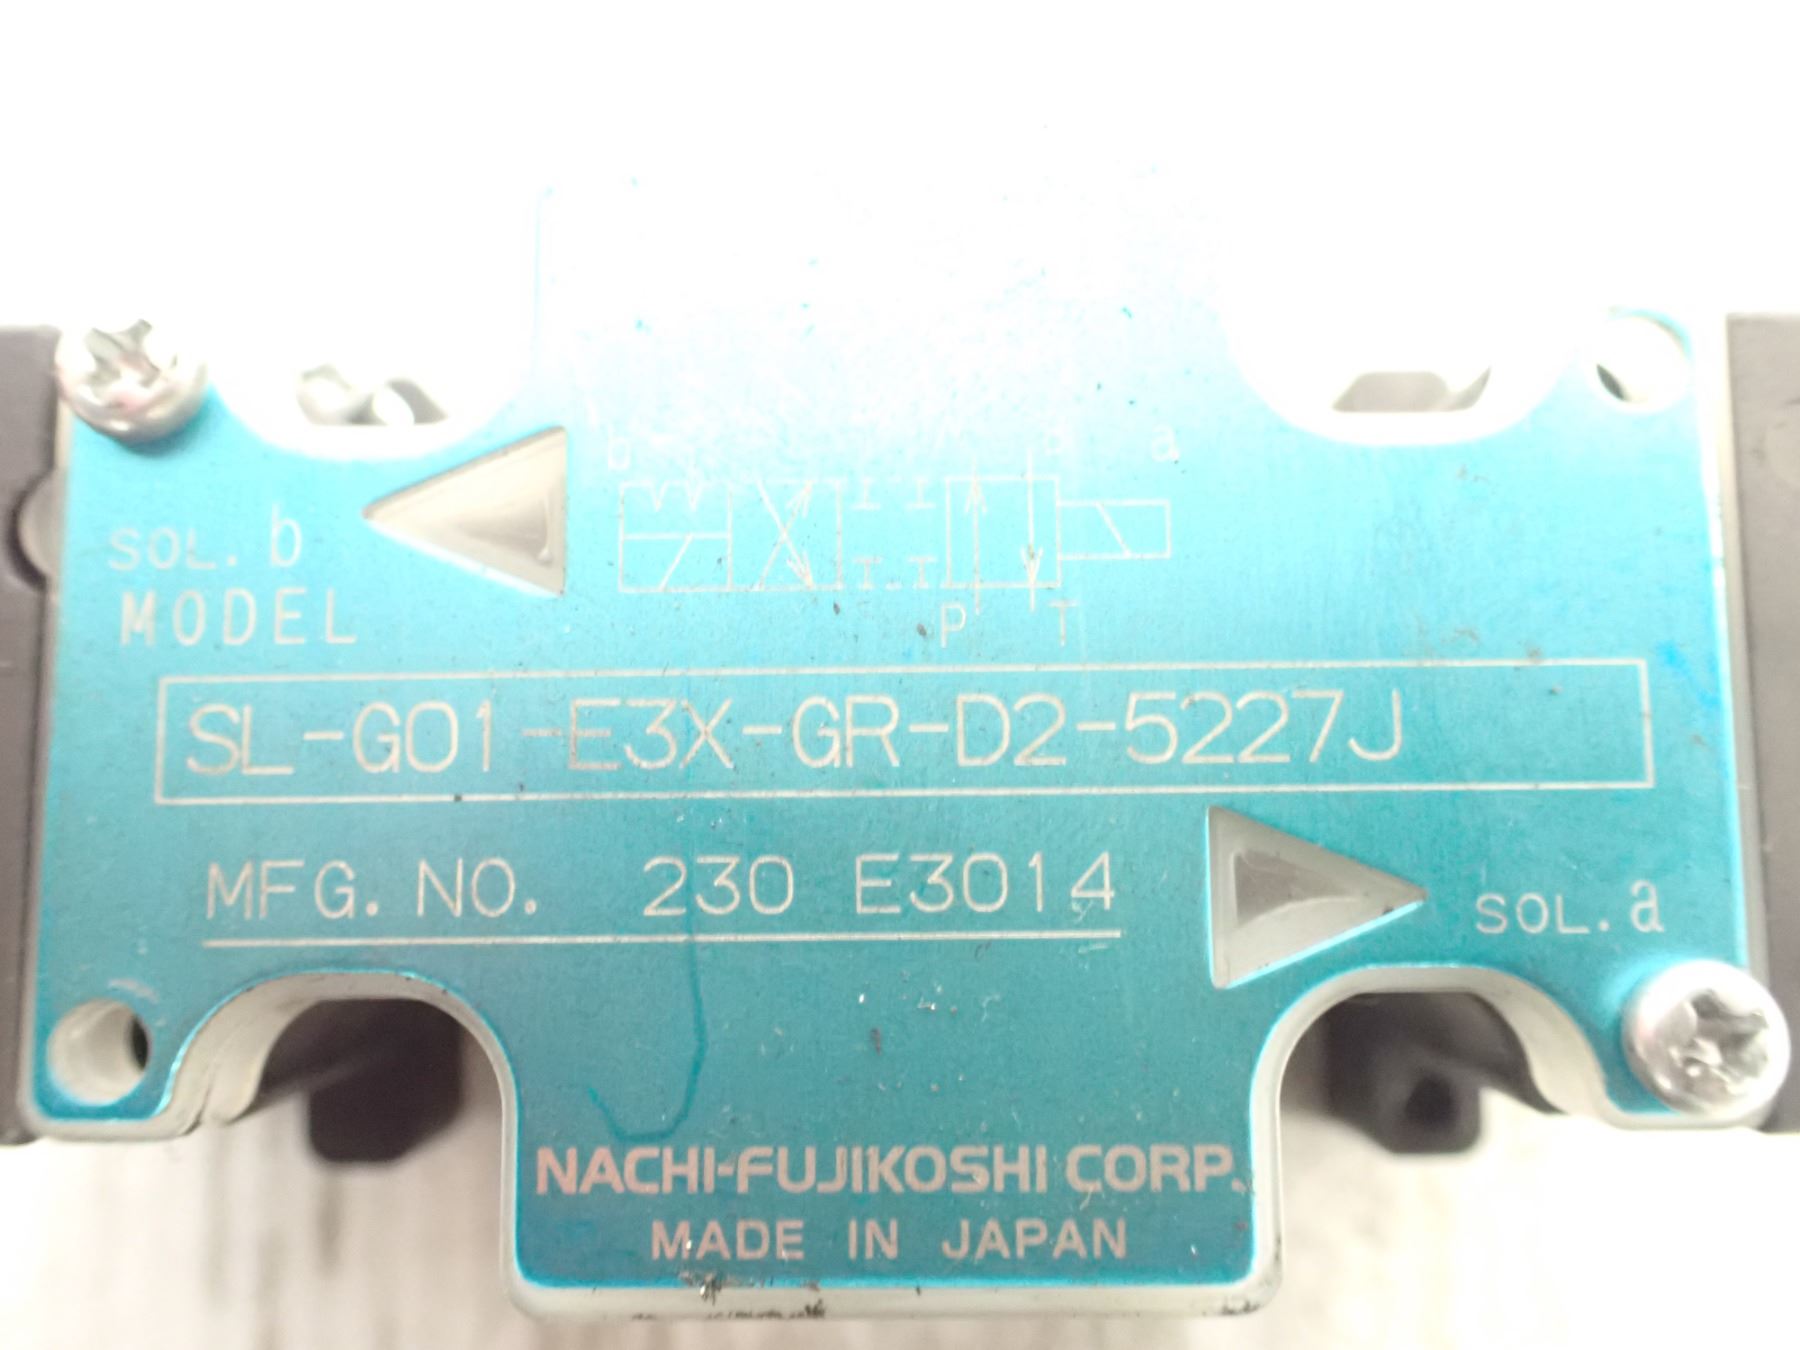 b a
SOL. b
P T
MODEL
SL-G01-E3X-GR-D2-5227J
MFG. NO. 230 E3014
SOL. a
NACHI-FUJIKOSHI CORP.
MADE IN JAPAN